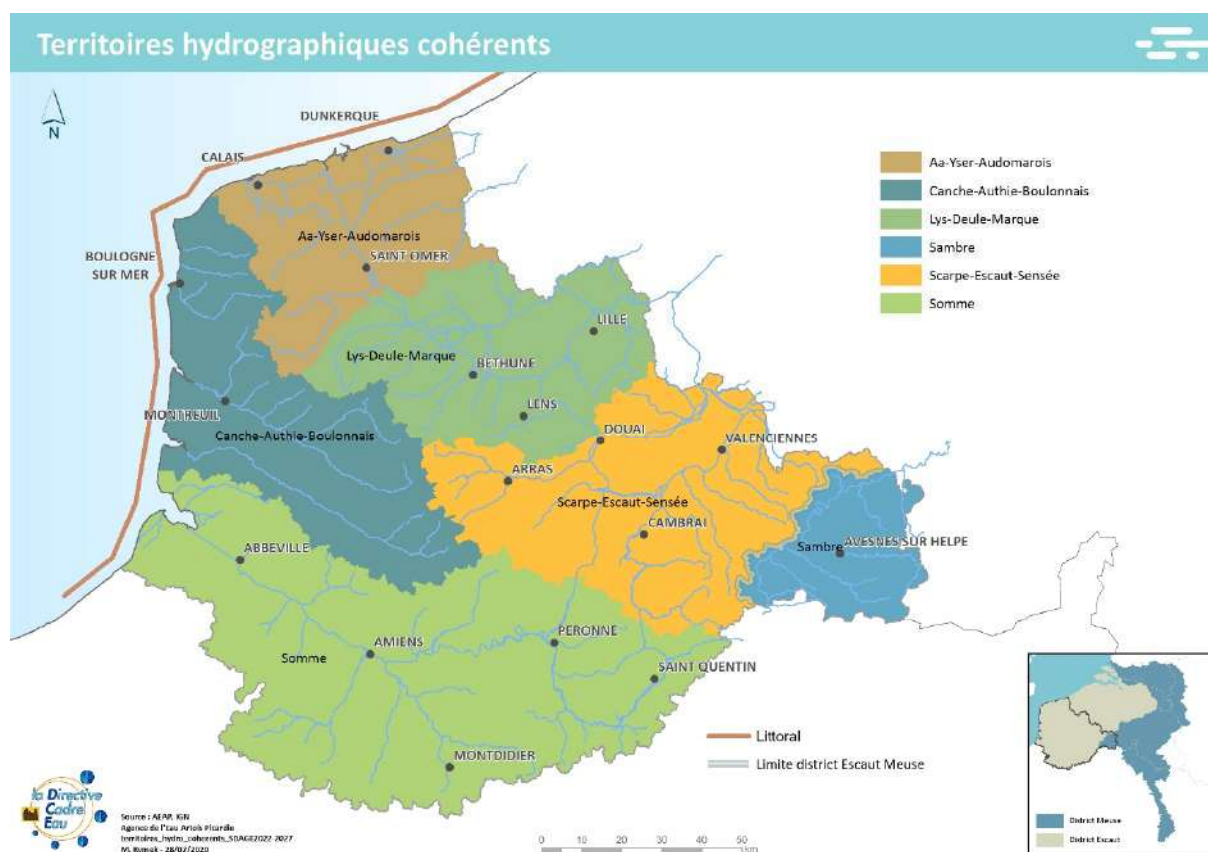 Territoires hydrographiques cohérents
N
DUNKERQUE
CALAIS
Aa-Yser-Audomarois
SAINT OMER
BOULOGNE
SUR MER
LILLE
Lys-Deule-Marque
BETHUNE
LENS
MONTREUIL
Canche-Authie-Boulonnais
DOUAI
VALENCIENNES
ARRAS
Scarpe-Escaut-Sensée
CAMBRAI
Sambre
AVESNES SUR HELPE
ABBEVILLE
AMIENS
PERONNE
Somme
SAINT QUENTIN
MONTDIDIER
Aa-Yser-Audomarois
Canche-Authie-Boulonnais
Lys-Deule-Marque
Sambre
Scarpe-Escaut-Sensée
Somme
Littoral
Limite district Escaut Meuse
District Meuse
District Escaut
la Directive
Cadre
Eau
Source : AEAP, IGN
Agence de l'Eau Artois Picardie
territoires_hydro_coherents_SDAGE2022-2027
0 10 20 30 40 50
km